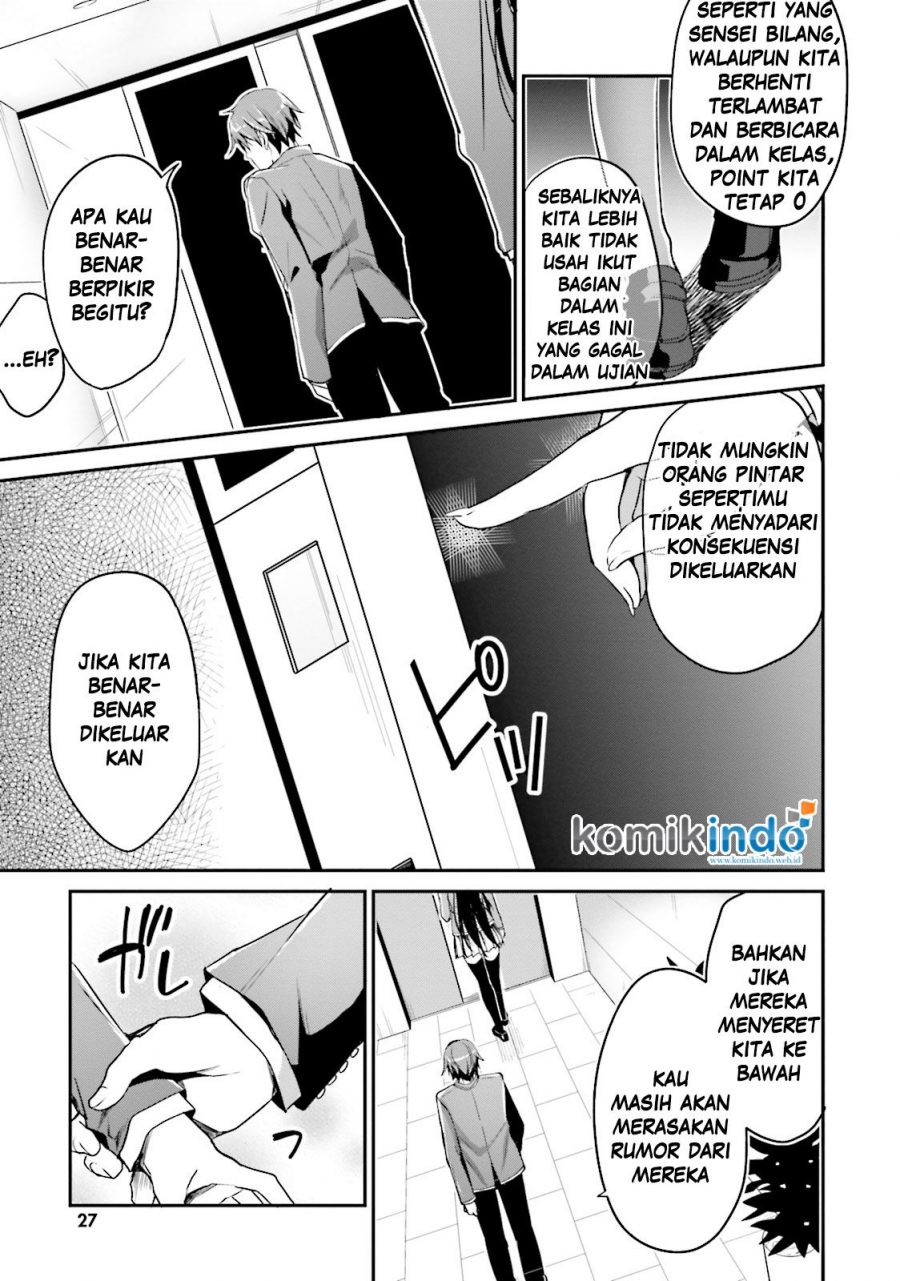 SEPERTI YANG
SENSEI BILANG,
WALAUPUN KITA
BERHENTI
TERLAMBAT
DAN BERBICARA
DALAM KELAS,
POINT KITA
TETAP 0
SEBALIKNYA
KITA LEBIH
BAIK TIDAK
USAH IKUT
BAGIAN
DALAM
KELAS INI
YANG GAGAL
DALAM UJIAN
APA KAU
BENAR-
BENAR
BERPIKIR
BEGITU?
...EH?
TIDAK MUNGKIN
ORANG PINTAR
SEPERTIMU
TIDAK MENYADARI
KONSEKUENSI
DIKELUARKAN
ピッ
JIKA KITA
BENAR-
BENAR
DIKELUAR
KAN
komikindo
www.komikindo.web.id
BAHKAN
JIKA
MEREKA
MENYERET
KITA KE
BAWAH
KAU
MASIH AKAN
MERASAKAN
RUMOR DARI
MEREKA
27